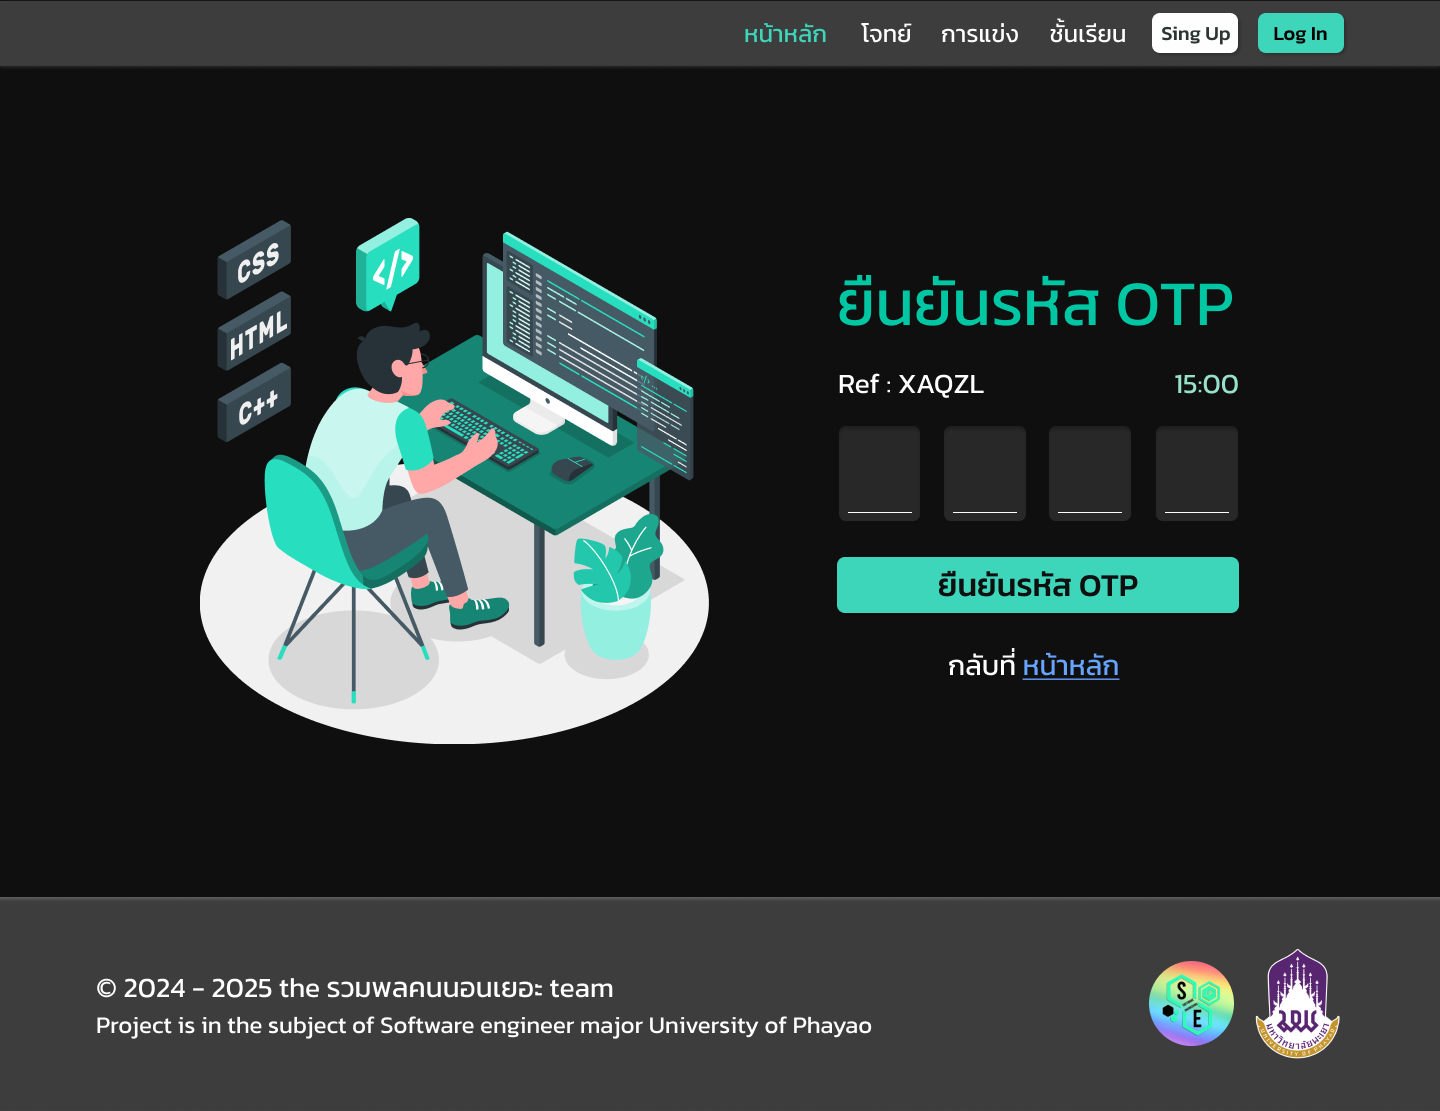 หน้าหลัก โจทย์ การแข่ง ชั้นเรียน Sing Up Log In
CSS
HTML
C++
</>
ยืนยันรหัส OTP
Ref : XAQZL 15:00
ยืนยันรหัส OTP
กลับที่ หน้าหลัก
© 2024 - 2025 the รวมพลคนนอนเยอะ team
Project is in the subject of Software engineer major University of Phayao
S
E
มหาวิทยาลัยพะเยา
UNIVERSITY OF PHAYAO